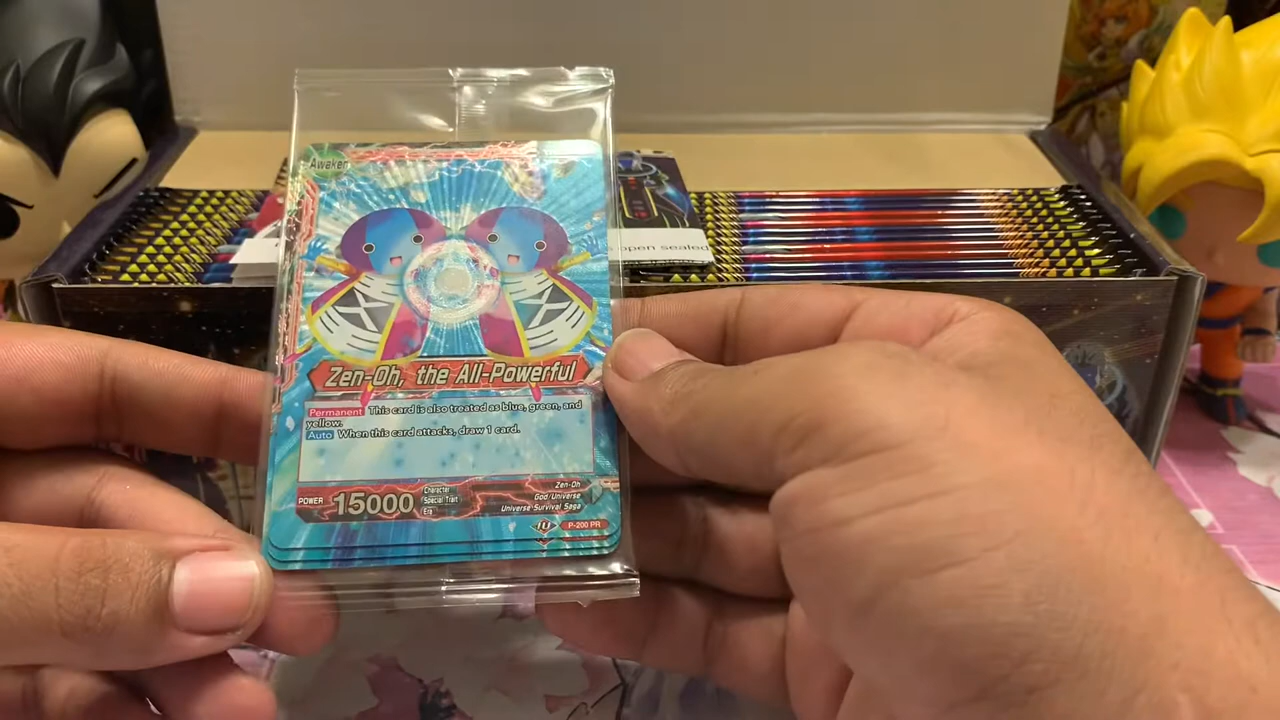 Awaken
open sealed
Zen-Oh, the All-Powerful
Permanent This card is also treated as blue, green, and
yellow.
Auto When this card attacks, draw 1 card.
POWER 15000
Character Zen-Oh
Special Trait God/Universe
Era Universe Survival Saga
IU P-200 PR